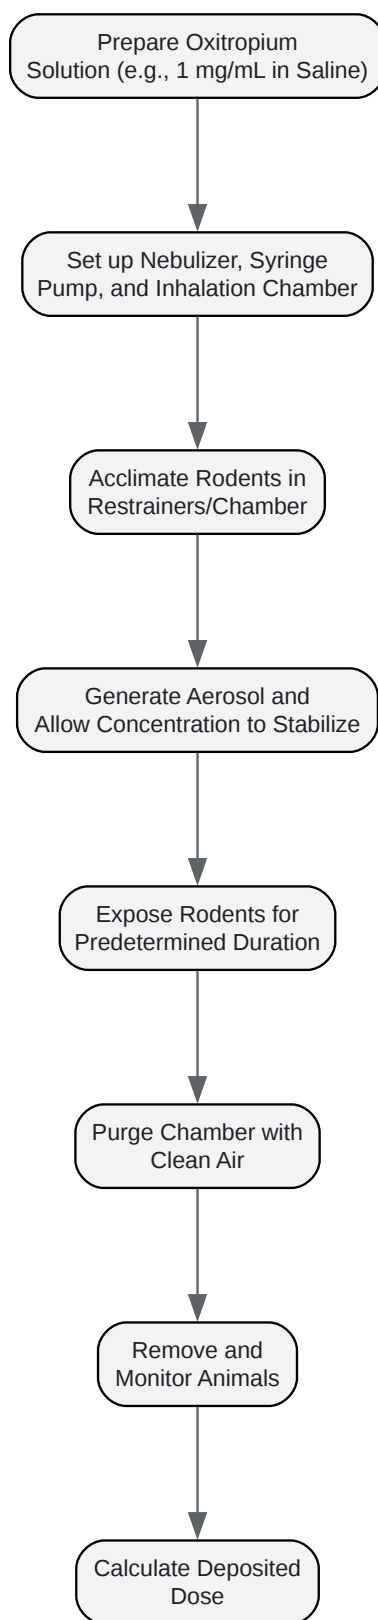 Prepare Oxitropium
Solution (e.g., 1 mg/mL in Saline)
Set up Nebulizer, Syringe
Pump, and Inhalation Chamber
Acclimate Rodents in
Restrainers/Chamber
Generate Aerosol and
Allow Concentration to Stabilize
Expose Rodents for
Predetermined Duration
Purge Chamber with
Clean Air
Remove and
Monitor Animals
Calculate Deposited
Dose